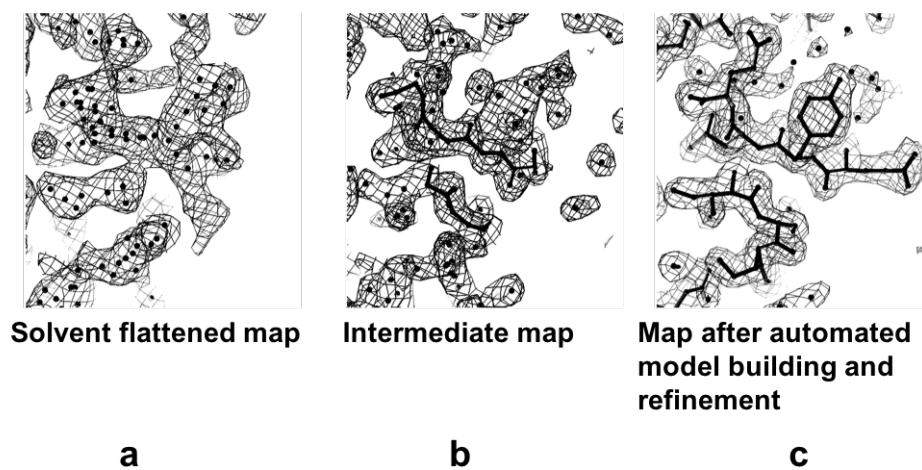 Solvent flattened map
Intermediate map
Map after automated
model building and
refinement
a
b
c